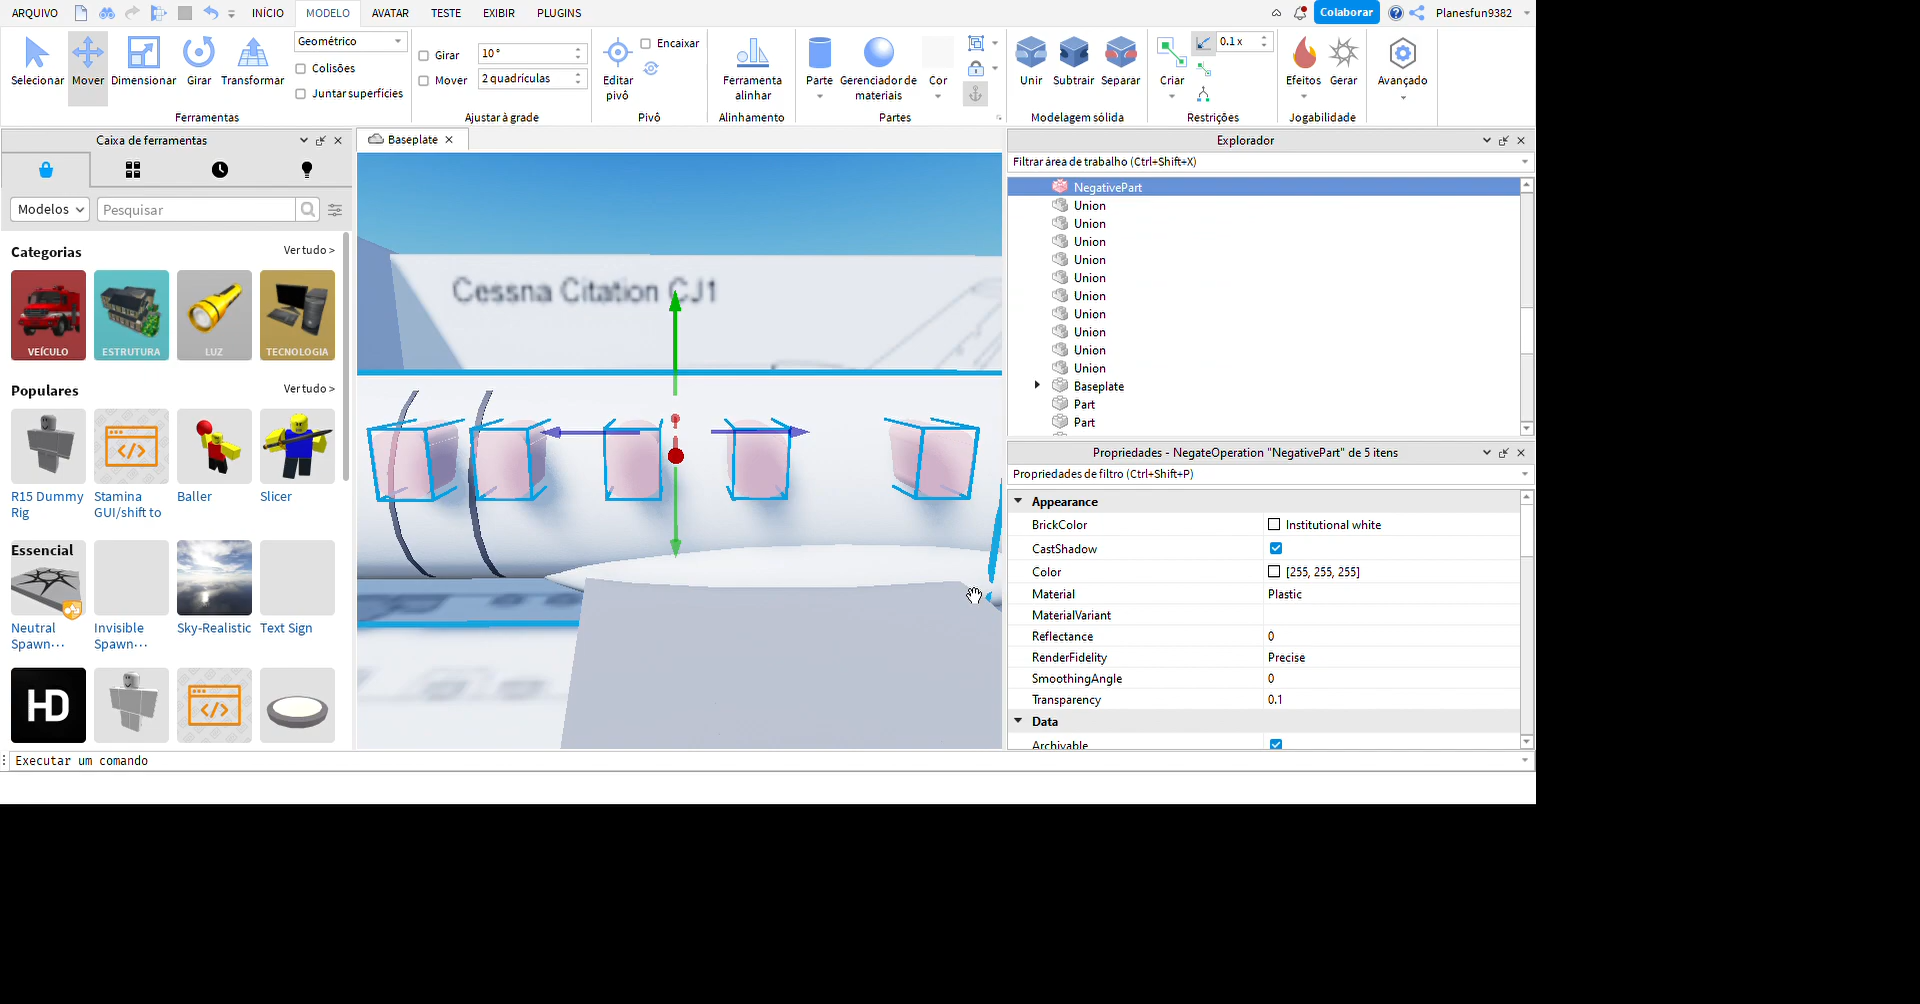 ARQUIVO INÍCIO MODELO AVATAR TESTE EXIBIR PLUGINS Colaborar Planesfun9382
Selecionar Mover Dimensionar Girar Transformar
Geométrico
Colisões
Juntar superfícies
Ferramentas
Girar 10 °
Mover 2 quadrículas
Ajustar à grade
Editar pivô
Encaixar
Pivô
Ferramenta alinhar
Alinhamento
Parte
Gerenciador de materiais
Cor
Partes
Unir Subtrair Separar
Modelagem sólida
Criar
0.1 x
Restrições
Efeitos Gerar
Jogabilidade
Avançado
Caixa de ferramentas
Modelos Pesquisar
Categorias Ver tudo >
VEÍCULO ESTRUTURA LUZ TECNOLOGIA
Populares Ver tudo >
R15 Dummy Rig
Stamina GUI/shift to
Baller
Slicer
Essencial
Neutral Spawn...
Invisible Spawn...
Sky-Realistic
Text Sign
HD
Baseplate
Cessna Citation CJ1
Explorador
Filtrar área de trabalho (Ctrl+Shift+X)
NegativePart
Union
Union
Union
Union
Union
Union
Union
Union
Union
Union
Baseplate
Part
Part
Propriedades - NegateOperation "NegativePart" de 5 itens
Propriedades de filtro (Ctrl+Shift+P)
Appearance
BrickColor Institutional white
CastShadow
Color [255, 255, 255]
Material Plastic
MaterialVariant
Reflectance 0
RenderFidelity Precise
SmoothingAngle 0
Transparency 0.1
Data
Archivable
Executar um comando